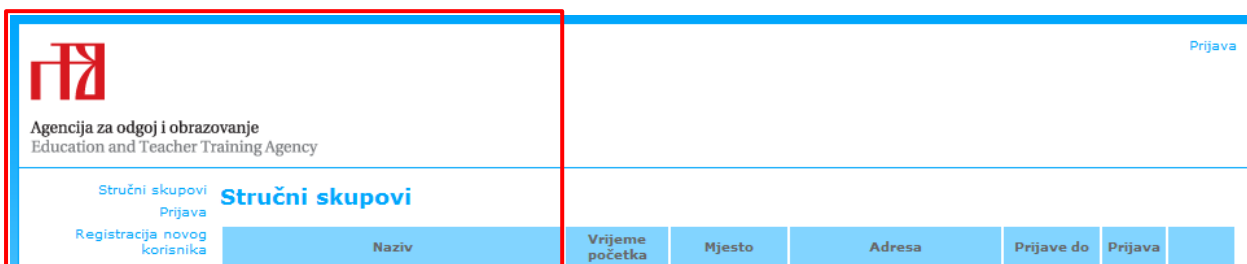 Prijava
Agencija za odgoj i obrazovanje
Education and Teacher Training Agency
Stručni skupovi
Prijava
Registracija novog
korisnika
Stručni skupovi
Naziv
Vrijeme
početka
Mjesto
Adresa
Prijave do
Prijava